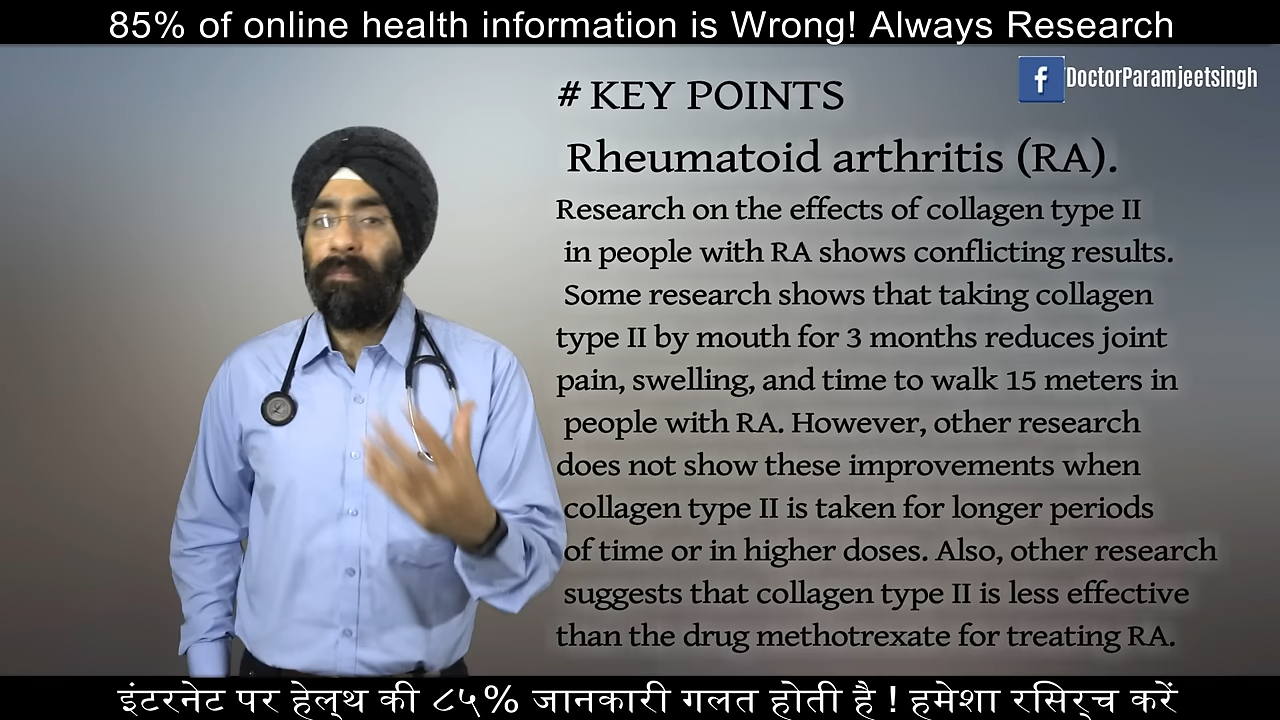 85% of online health information is Wrong! Always Research
f/DoctorParamjeetsingh
# KEY POINTS
Rheumatoid arthritis (RA).
Research on the effects of collagen type II
in people with RA shows conflicting results.
Some research shows that taking collagen
type II by mouth for 3 months reduces joint
pain, swelling, and time to walk 15 meters in
people with RA. However, other research
does not show these improvements when
collagen type II is taken for longer periods
of time or in higher doses. Also, other research
suggests that collagen type II is less effective
than the drug methotrexate for treating RA.
इंटरनेट पर हेल्थ की ८५% जानकारी गलत होती है ! हमेशा रिसर्च करें